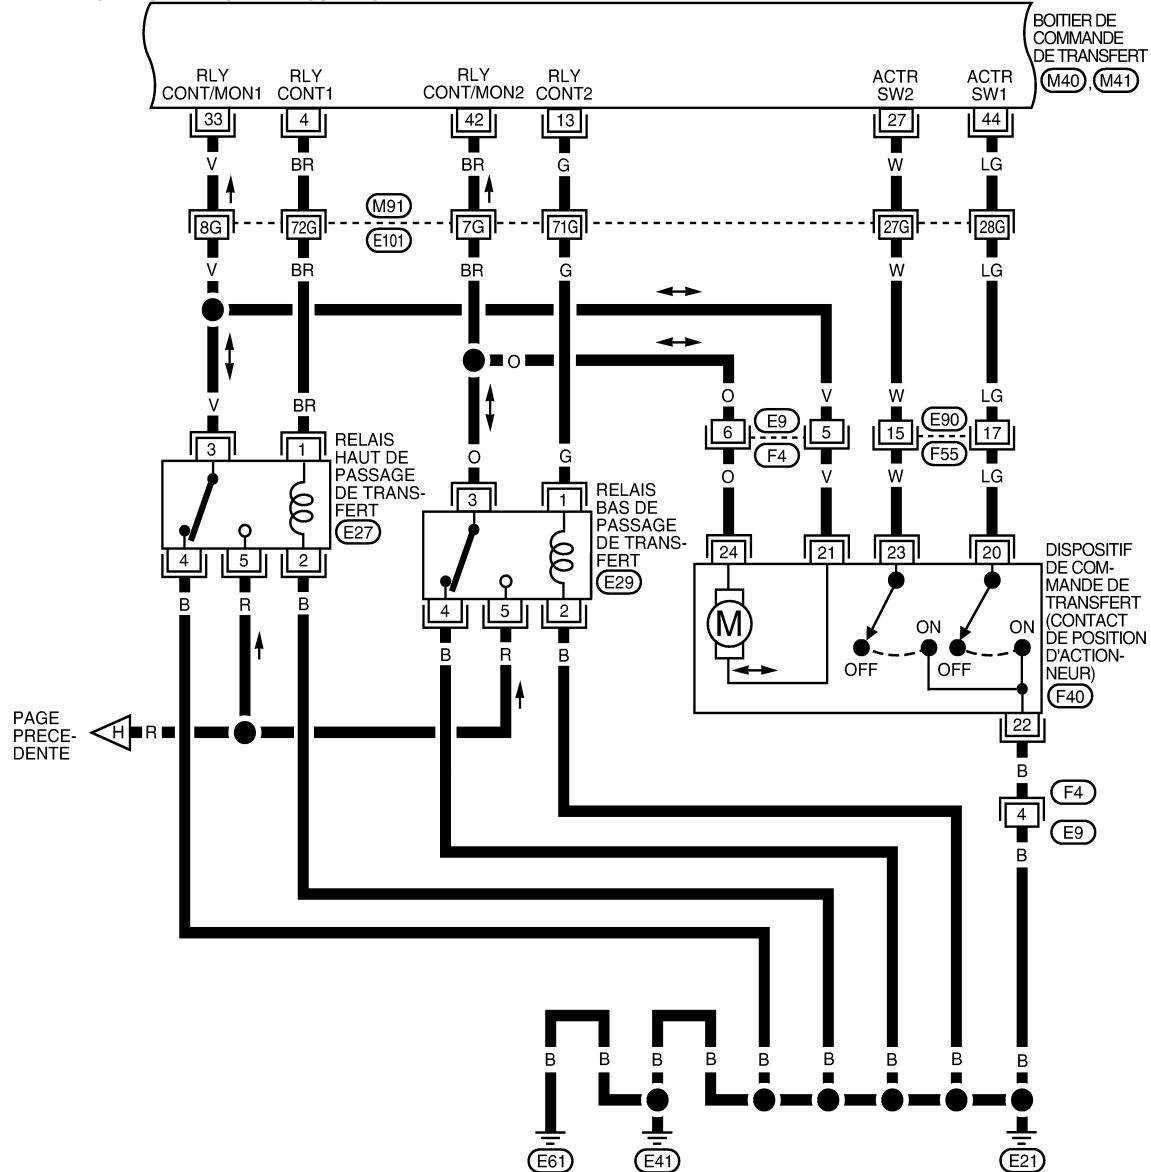 BOITIER DE
COMMANDE
DE TRANSFERT
M40 , M41
RLY
CONT/MON1
RLY
CONT1
RLY
CONT/MON2
RLY
CONT2
ACTR
SW2
ACTR
SW1
33
4
42
13
27
44
V
BR
BR
G
W
LG
M91
8G
72G
7G
71G
27G
28G
E101
V
BR
BR
G
W
LG
O
V
BR
O
V
W
LG
RELAIS
HAUT DE
PASSAGE
DE TRANS-
FERT
E27
3
1
6
E9
5
15
E90
17
F4
F55
O
G
O
V
W
LG
RELAIS
BAS DE
PASSAGE
DE TRANS-
FERT
E29
3
1
4
5
2
24
21
23
20
DISPOSITIF
DE COM-
MANDE DE
TRANSFERT
(CONTACT
DE POSITION
D'ACTION-
NEUR)
F40
B
R
B
4
5
2
M
ON
ON
OFF
OFF
B
R
B
PAGE
PRECE-
DENTE
H
R
22
B
F4
4
E9
B
B
B
B
B
B
B
B
B
B
E61
E41
E21